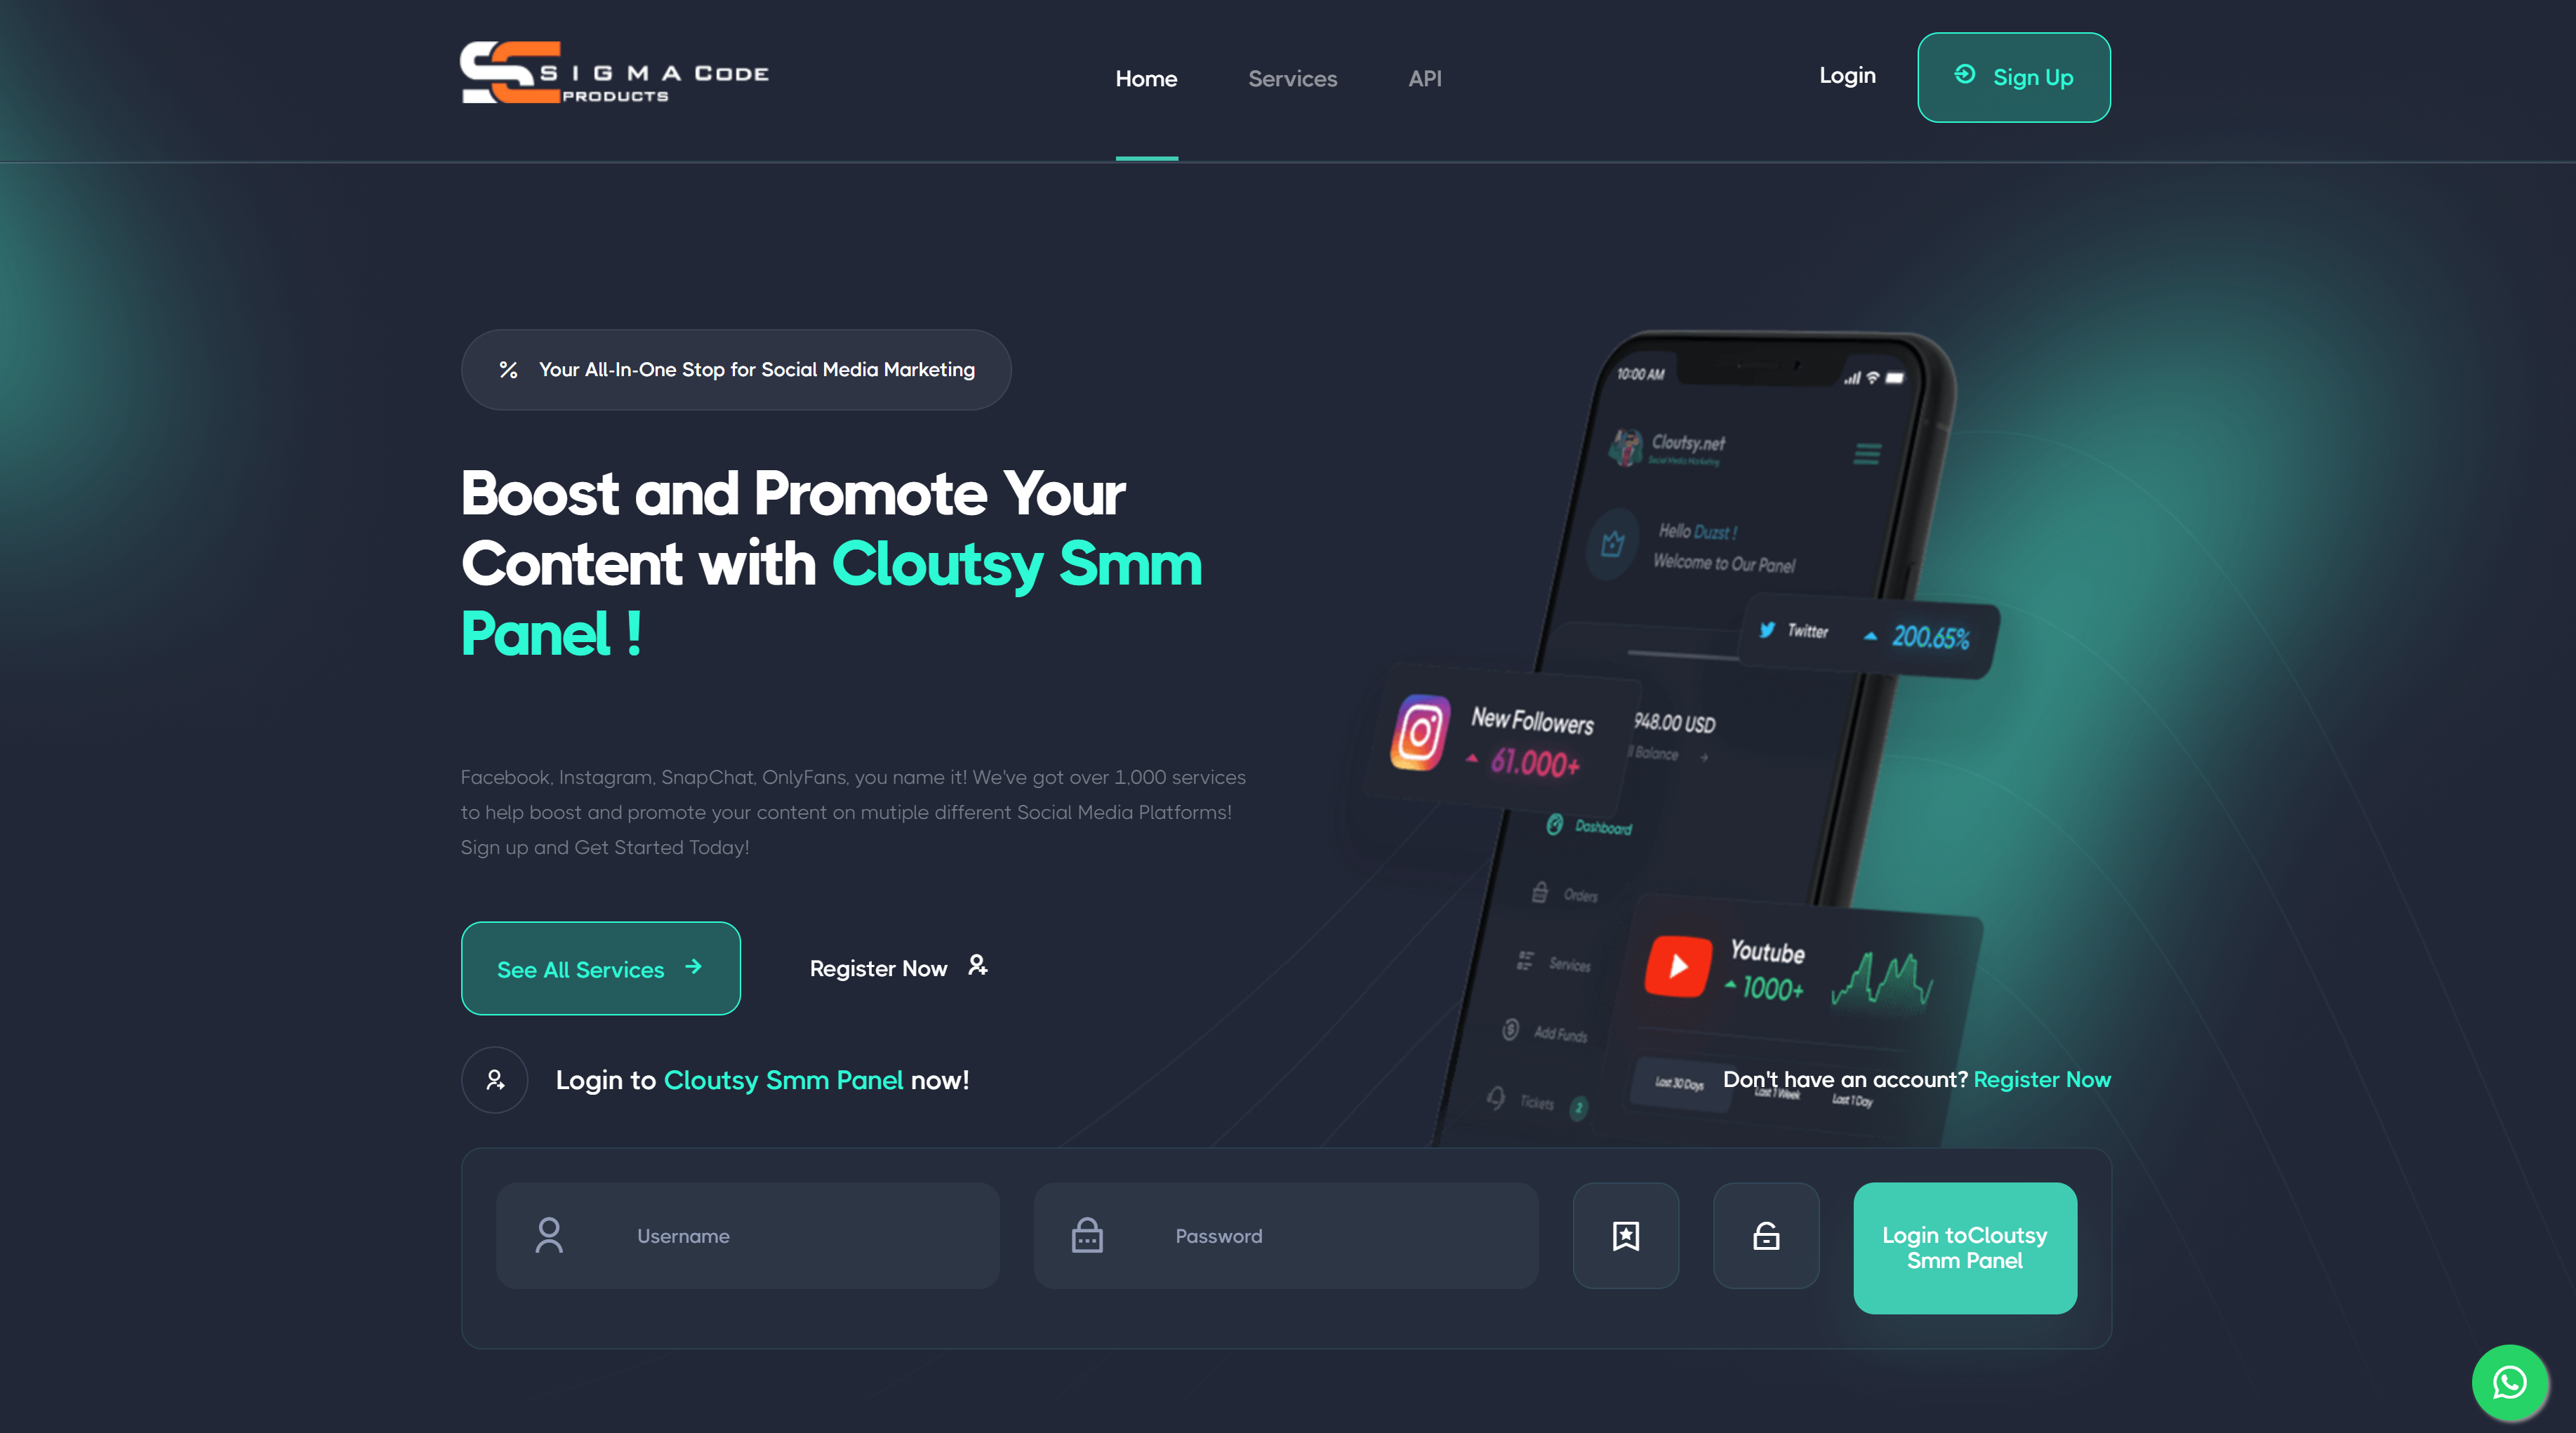 SIGMA CODE
PRODUCTS
Home
Services
API
Login
Sign Up
Your All-In-One Stop for Social Media Marketing
Boost and Promote Your
Content with Cloutsy Smm
Panel !
Facebook, Instagram, SnapChat, OnlyFans, you name it! We've got over 1,000 services
to help boost and promote your content on mutiple different Social Media Platforms!
Sign up and Get Started Today!
See All Services
Register Now
10:00 AM
Cloutsy.net
Social Media Marketing
Hello Duzst !
Welcome to Our Panel
Twitter
200.65%
New Followers
61.000+
948.00 USD
Balance
Dashboard
Orders
Services
Add Funds
Tickets
2
Youtube
1000+
Last 30 Days
Last 1 Week
Last 1 Day
Login to Cloutsy Smm Panel now!
Don't have an account? Register Now
Username
Password
Login toCloutsy
Smm Panel